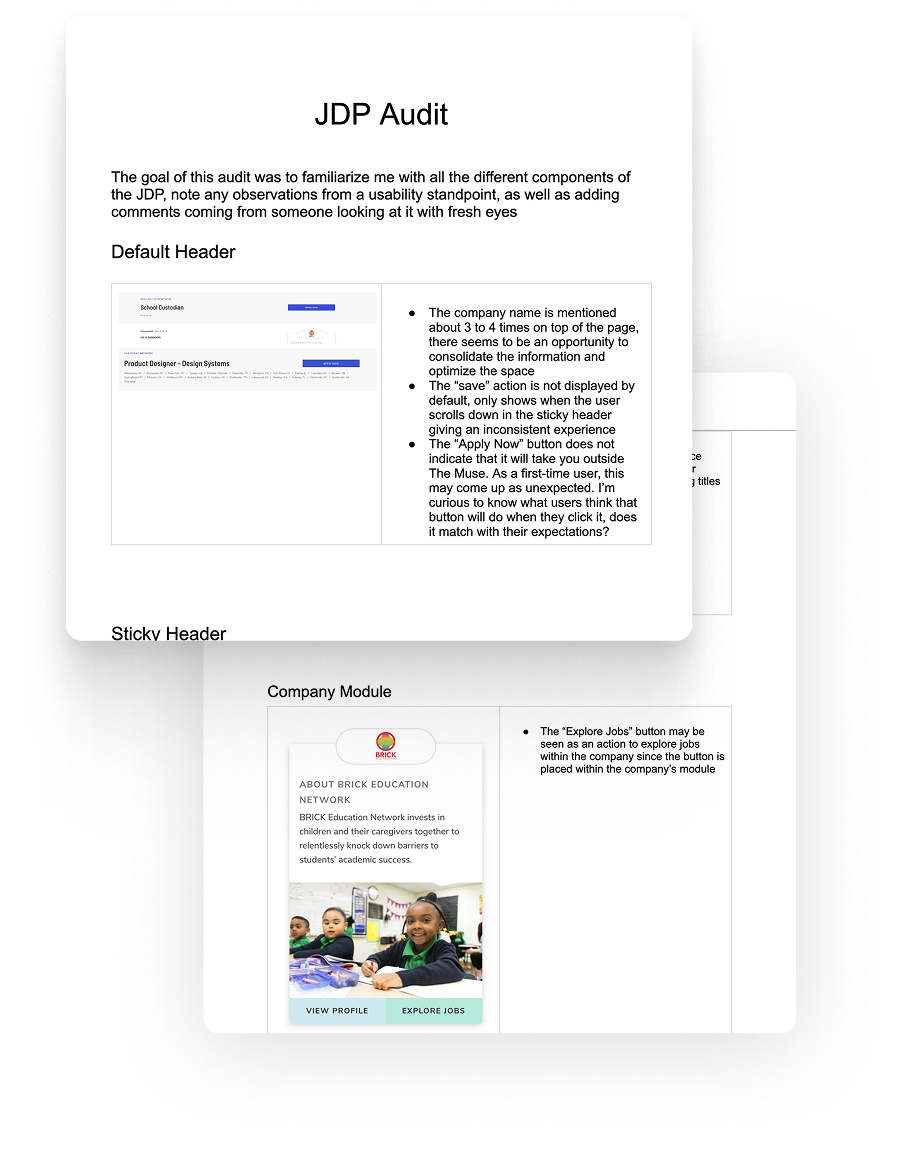 JDP Audit
The goal of this audit was to familiarize me with all the different components of
the JDP, note any observations from a usability standpoint, as well as adding
comments coming from someone looking at it with fresh eyes
Default Header
School Custodian
APPLY NOW
BRICK
Product Designer - Design Systems
APPLY NOW
● The company name is mentioned
about 3 to 4 times on top of the page,
there seems to be an opportunity to
consolidate the information and
optimize the space
● The “save” action is not displayed by
default, only shows when the user
scrolls down in the sticky header
giving an inconsistent experience
● The “Apply Now” button does not
indicate that it will take you outside
The Muse. As a first-time user, this
may come up as unexpected. I’m
curious to know what users think that
button will do when they click it, does
it match with their expectations?
Sticky Header
titles
Company Module
BRICK
ABOUT BRICK EDUCATION
NETWORK
BRICK Education Network invests in
children and their caregivers together to
relentlessly knock down barriers to
students’ academic success.
VIEW PROFILE
EXPLORE JOBS
● The “Explore Jobs” button may be
seen as an action to explore jobs
within the company since the button is
placed within the company’s module